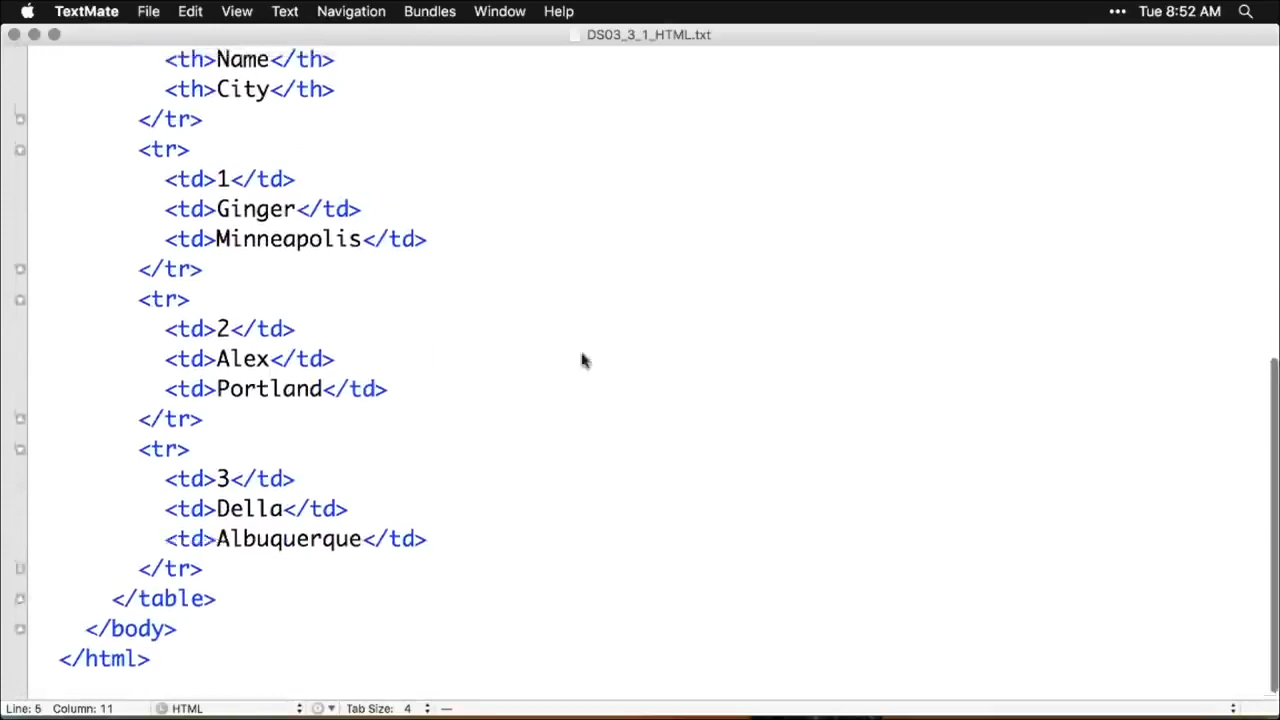 TextMate File Edit View Text Navigation Bundles Window Help ••• Tue 8:52 AM
DS03_3_1_HTML.txt
<th>Name</th>
<th>City</th>
</tr>
<tr>
<td>1</td>
<td>Ginger</td>
<td>Minneapolis</td>
</tr>
<tr>
<td>2</td>
<td>Alex</td>
<td>Portland</td>
</tr>
<tr>
<td>3</td>
<td>Della</td>
<td>Albuquerque</td>
</tr>
</table>
</body>
</html>
Line: 5 Column: 11 HTML Tab Size: 4 —